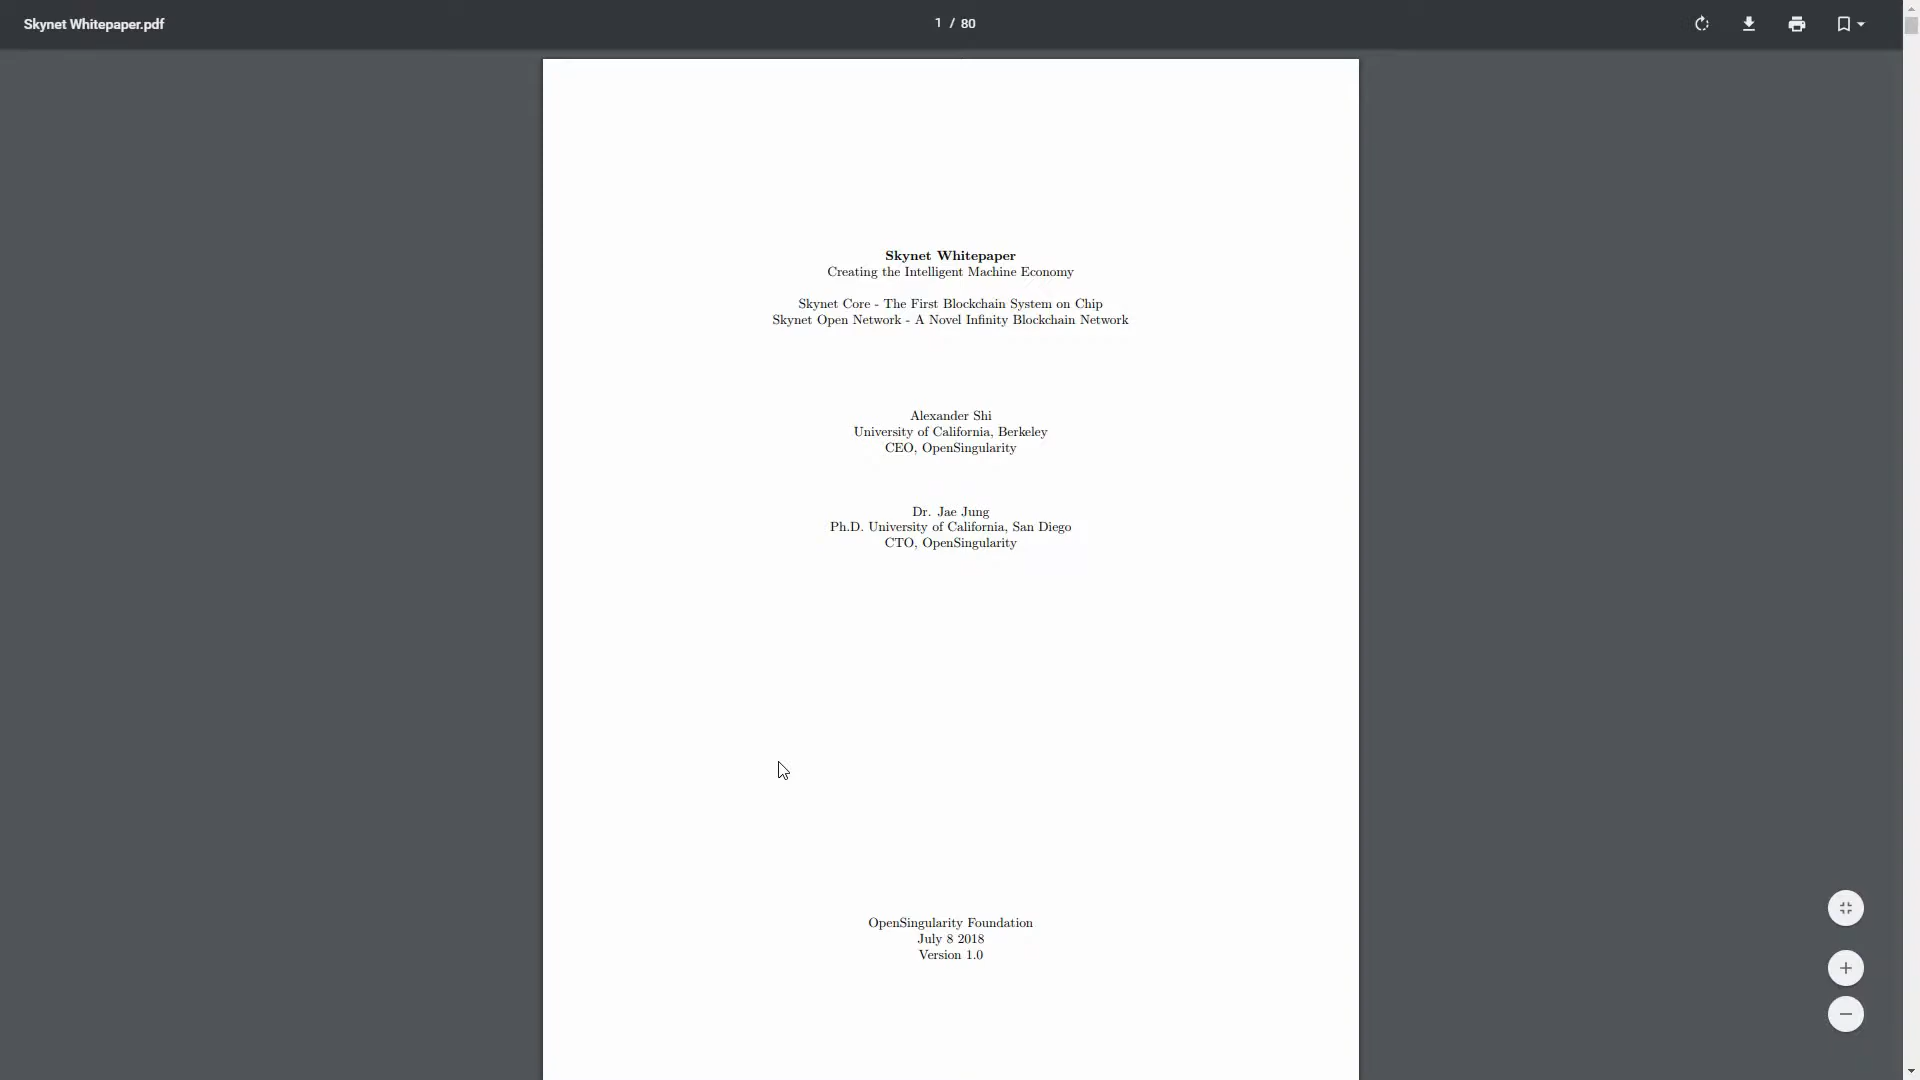 Skynet Whitepaper.pdf
1 / 80
Skynet Whitepaper
Creating the Intelligent Machine Economy
Skynet Core - The First Blockchain System on Chip
Skynet Open Network - A Novel Infinity Blockchain Network
Alexander Shi
University of California, Berkeley
CEO, OpenSingularity
Dr. Jae Jung
Ph.D. University of California, San Diego
CTO, OpenSingularity
OpenSingularity Foundation
July 8 2018
Version 1.0